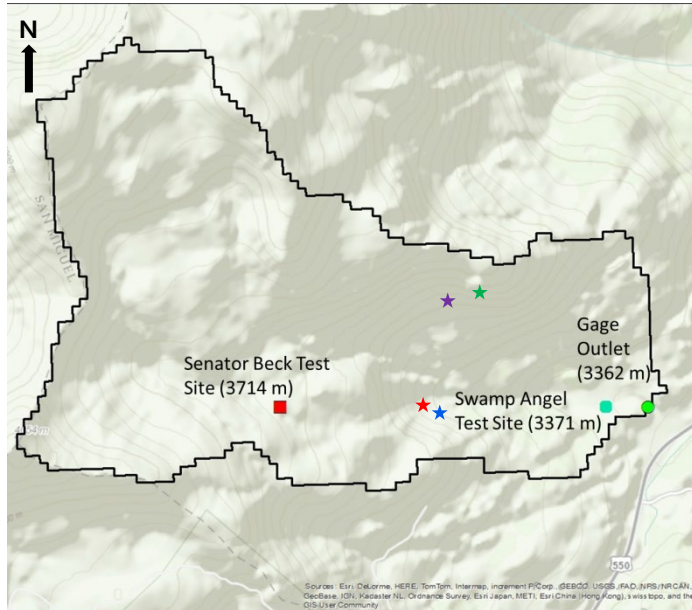 N
SAN MIGUEL
Gage
Outlet
(3362 m)
Senator Beck Test
Site (3714 m)
Swamp Angel
Test Site (3371 m)
550
Sources: Esri, DeLorme, HERE, TomTom, Intermap, increment P Corp., GEBCO, USGS, FAO, NPS, NRCAN,
GeoBase, IGN, Kadaster NL, Ordnance Survey, Esri Japan, METI, Esri China (Hong Kong), swisstopo, and the
GIS User Community